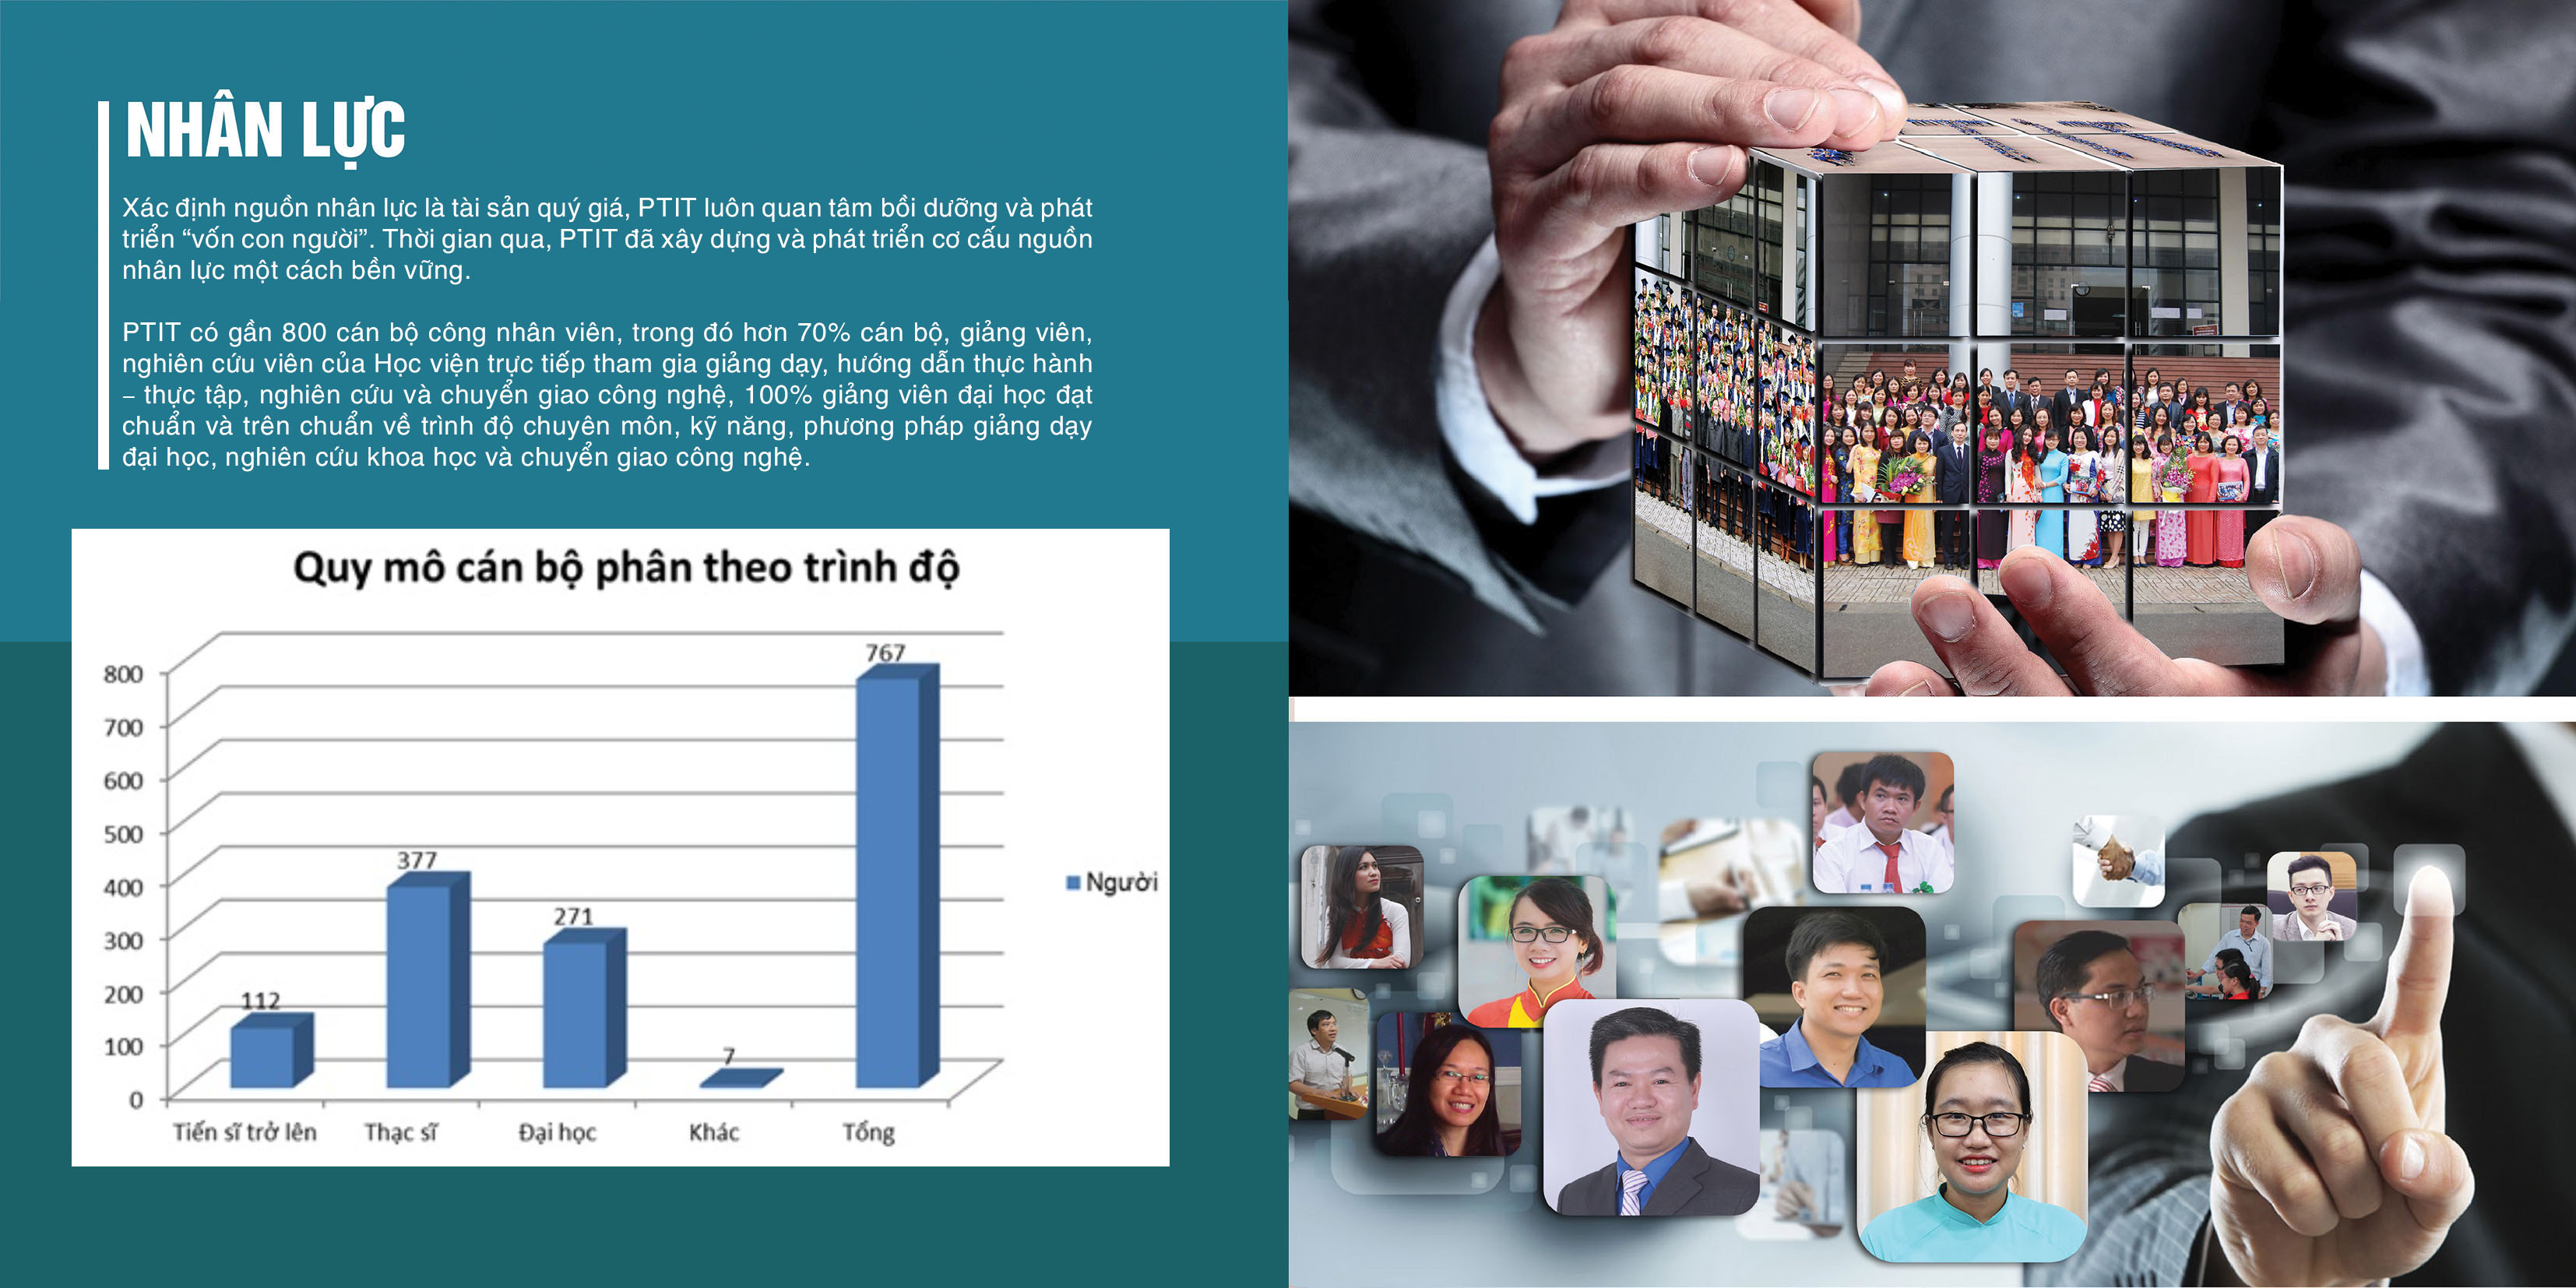 NHÂN LỰC
Xác định nguồn nhân lực là tài sản quý giá, PTIT luôn quan tâm bồi dưỡng và phát
triển “vốn con người”. Thời gian qua, PTIT đã xây dựng và phát triển cơ cấu nguồn
nhân lực một cách bền vững.
PTIT có gần 800 cán bộ công nhân viên, trong đó hơn 70% cán bộ, giảng viên,
nghiên cứu viên của Học viện trực tiếp tham gia giảng dạy, hướng dẫn thực hành
– thực tập, nghiên cứu và chuyển giao công nghệ, 100% giảng viên đại học đạt
chuẩn và trên chuẩn về trình độ chuyên môn, kỹ năng, phương pháp giảng dạy
đại học, nghiên cứu khoa học và chuyển giao công nghệ.
Quy mô cán bộ phân theo trình độ
800
700
600
500
400
300
200
100
0
112
377
271
7
767
Người
Tiến sĩ trở lên Thạc sĩ Đại học Khác Tổng